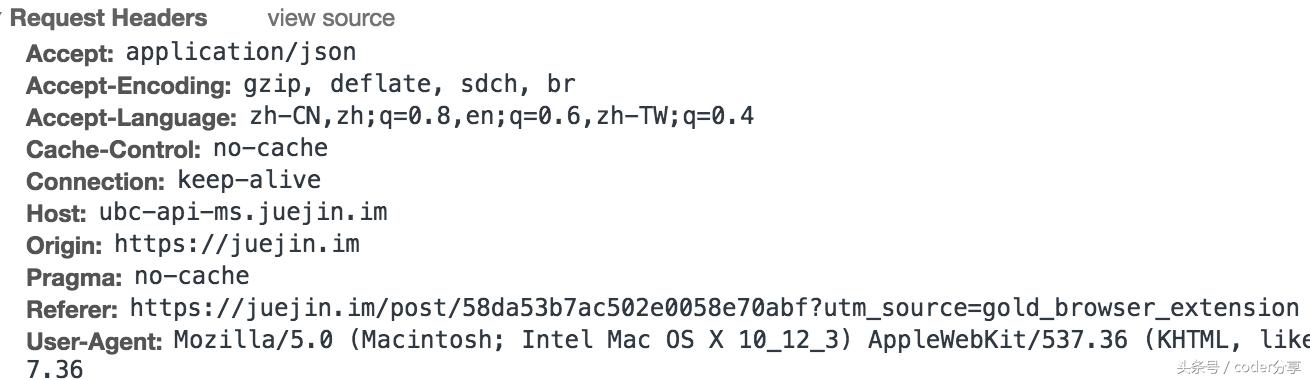 Request Headers view source
Accept: application/json
Accept-Encoding: gzip, deflate, sdch, br
Accept-Language: zh-CN,zh;q=0.8,en;q=0.6,zh-TW;q=0.4
Cache-Control: no-cache
Connection: keep-alive
Host: ubc-api-ms.juejin.im
Origin: https://juejin.im
Pragma: no-cache
Referer: https://juejin.im/post/58da53b7ac502e0058e70abf?utm_source=gold_browser_extension
User-Agent: Mozilla/5.0 (Macintosh; Intel Mac OS X 10_12_3) AppleWebKit/537.36 (KHTML, like
7.36
头条号 / coder分享